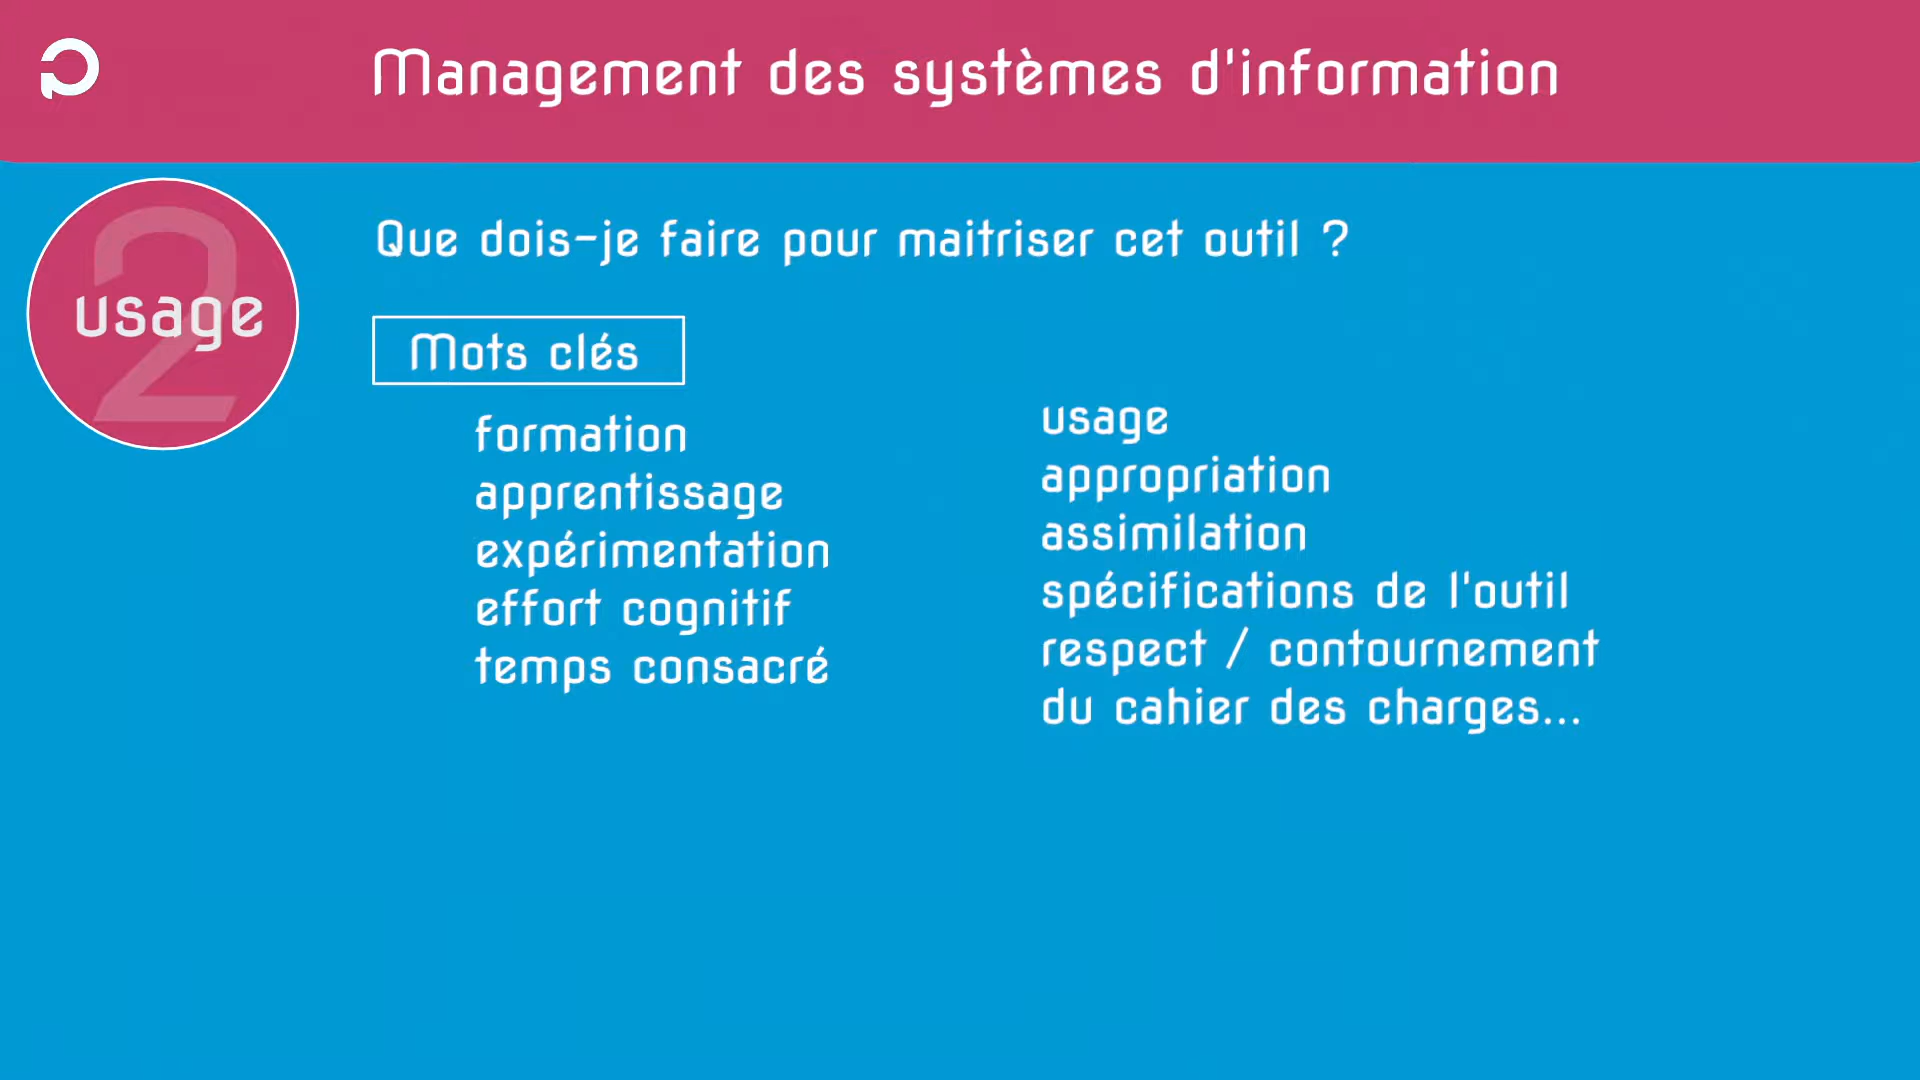 Management des systèmes d'information
2
usage
Que dois-je faire pour maitriser cet outil ?
Mots clés
formation
apprentissage
expérimentation
effort cognitif
temps consacré
usage
appropriation
assimilation
spécifications de l'outil
respect / contournement
du cahier des charges...